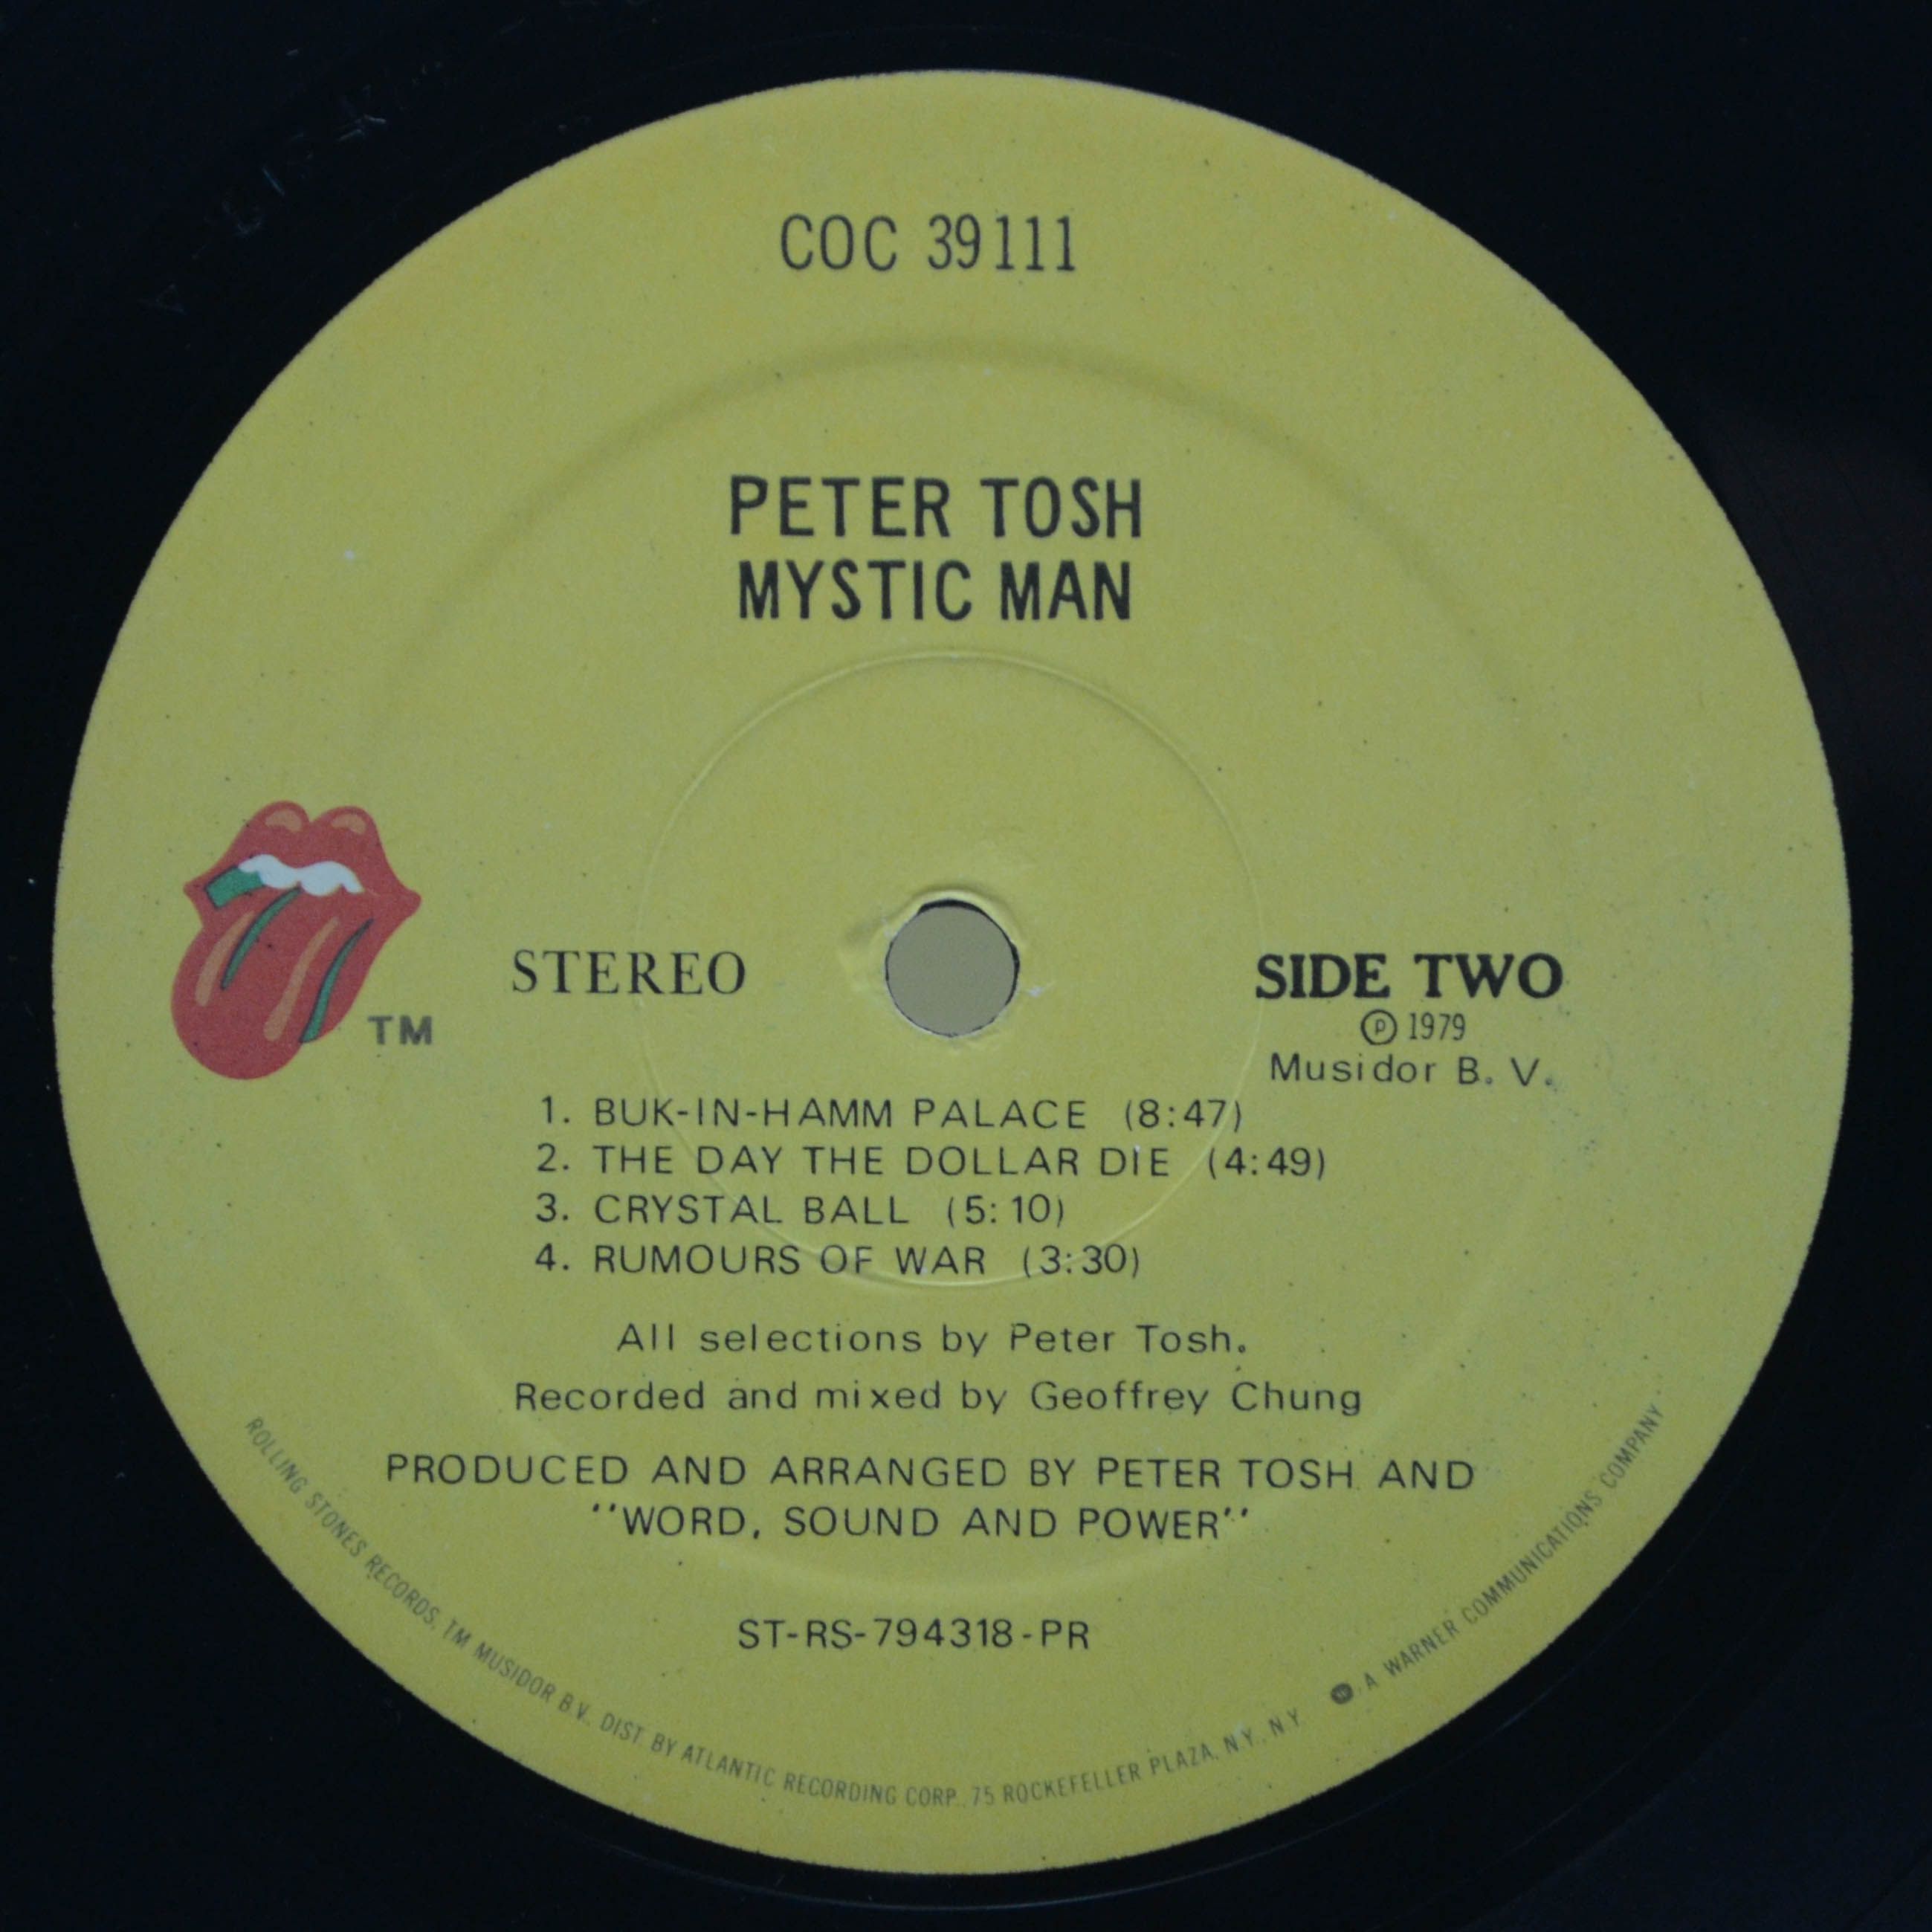 COC 39111
PETER TOSH
MYSTIC MAN
TM
STEREO
SIDE TWO
Ⓟ 1979
Musidor B. V.
1. BUK-IN-HAMM PALACE (8:47)
2. THE DAY THE DOLLAR DIE (4:49)
3. CRYSTAL BALL (5:10)
4. RUMOURS OF WAR (3:30)
All selections by Peter Tosh.
Recorded and mixed by Geoffrey Chung
PRODUCED AND ARRANGED BY PETER TOSH AND
"WORD, SOUND AND POWER"
ST-RS-794318-PR
ROLLING STONES RECORDS, TM MUSIDOR B.V. DIST BY ATLANTIC RECORDING CORP. 75 ROCKEFELLER PLAZA, N.Y., N.Y. A WARNER COMMUNICATIONS COMPANY